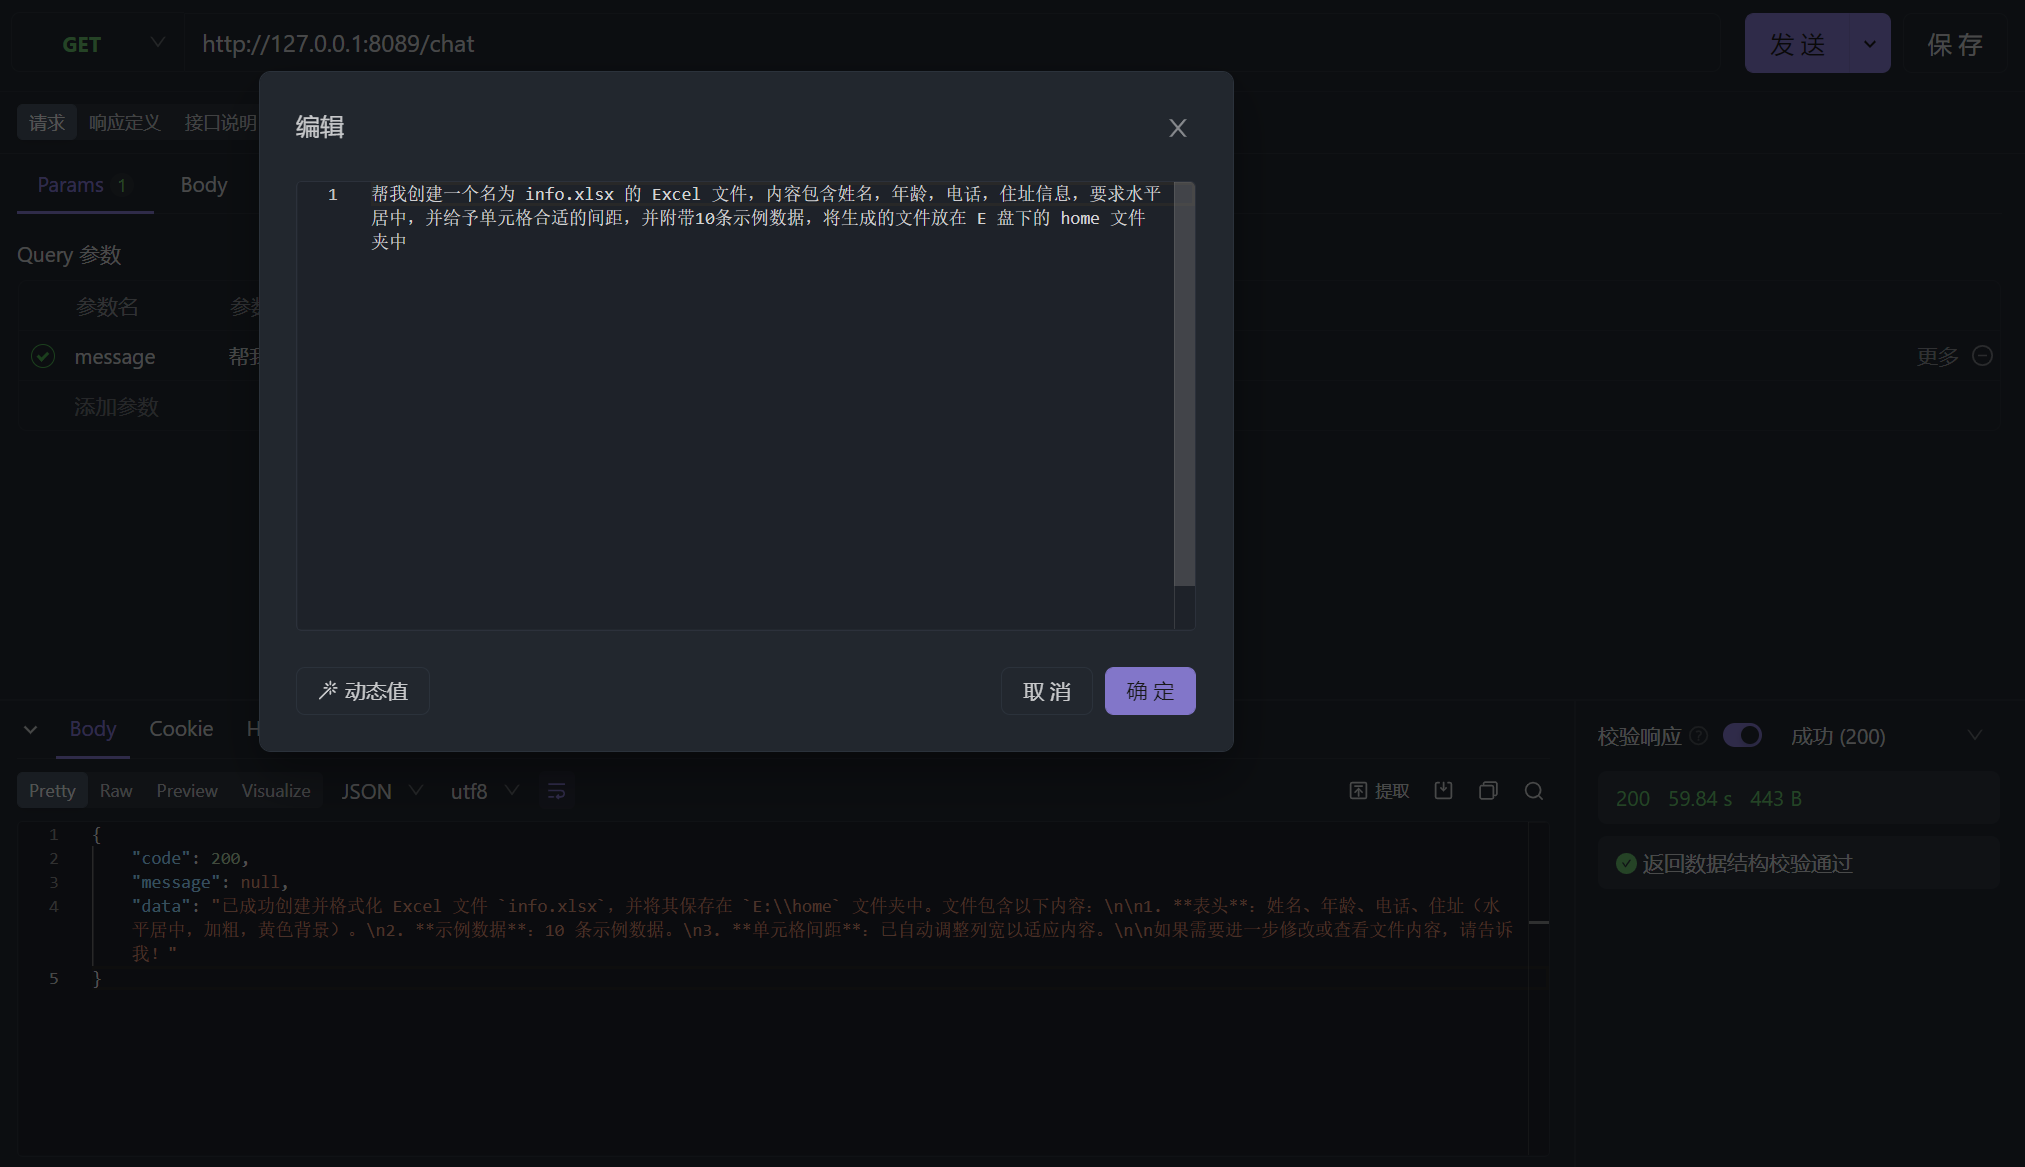 GET
http://127.0.0.1:8089/chat
发 送
保 存
请求
响应定义
接口说明
Params 1
Body
Query 参数
参数名
message
更多
添加参数
编辑
1
帮我创建一个名为 info.xlsx 的 Excel 文件，内容包含姓名，年龄，电话，住址信息，要求水平
居中，并给予单元格合适的间距，并附带10条示例数据，将生成的文件放在 E 盘下的 home 文件
夹中
动态值
取 消
确 定
Body
Cookie
校验响应
成功 (200)
Pretty
Raw
Preview
Visualize
JSON
utf8
提取
200 59.84 s 443 B
返回数据结构校验通过
1 {
2 "code": 200,
3 "message": null,
4 "data": "已成功创建并格式化 Excel 文件 `info.xlsx`，并将其保存在 `E:\\home` 文件夹中。文件包含以下内容：\n\n1. **表头**：姓名、年龄、电话、住址（水
平居中，加粗，黄色背景）。\n2. **示例数据**：10 条示例数据。\n3. **单元格间距**：已自动调整列宽以适应内容。\n\n如果需要进一步修改或查看文件内容，请告诉
我！"
5 }